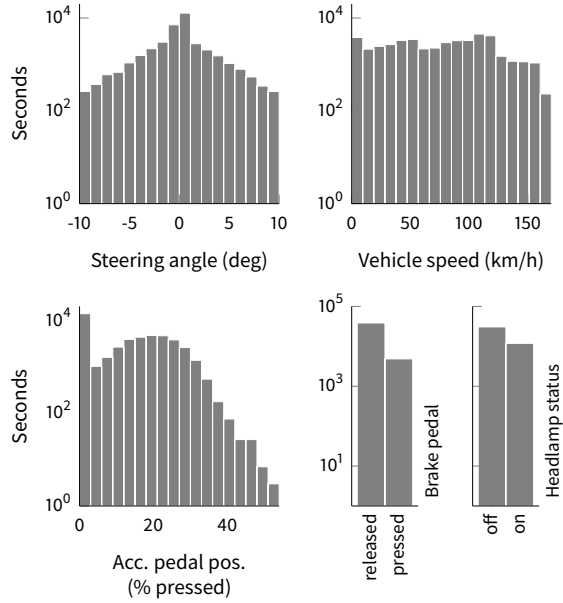 Seconds
10^4
10^2
10^0
-10 -5 0 5 10
Steering angle (deg)
10^4
10^2
10^0
0 50 100 150
Vehicle speed (km/h)
Seconds
10^4
10^2
10^0
0 20 40
Acc. pedal pos.
(% pressed)
10^5
10^3
10^1
released
pressed
Brake pedal
off
on
Headlamp status